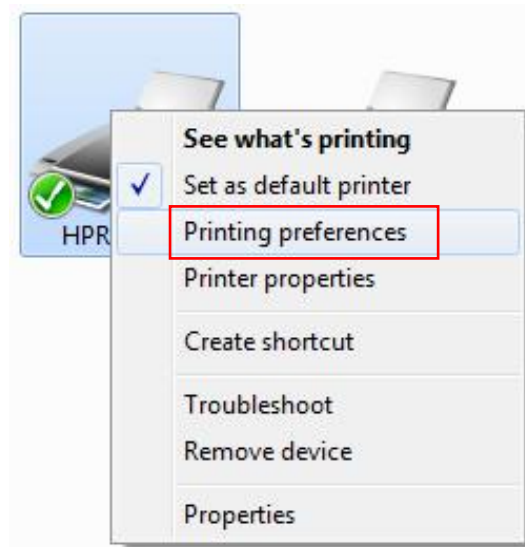 See what's printing
Set as default printer
HPR
Printing preferences
Printer properties
Create shortcut
Troubleshoot
Remove device
Properties